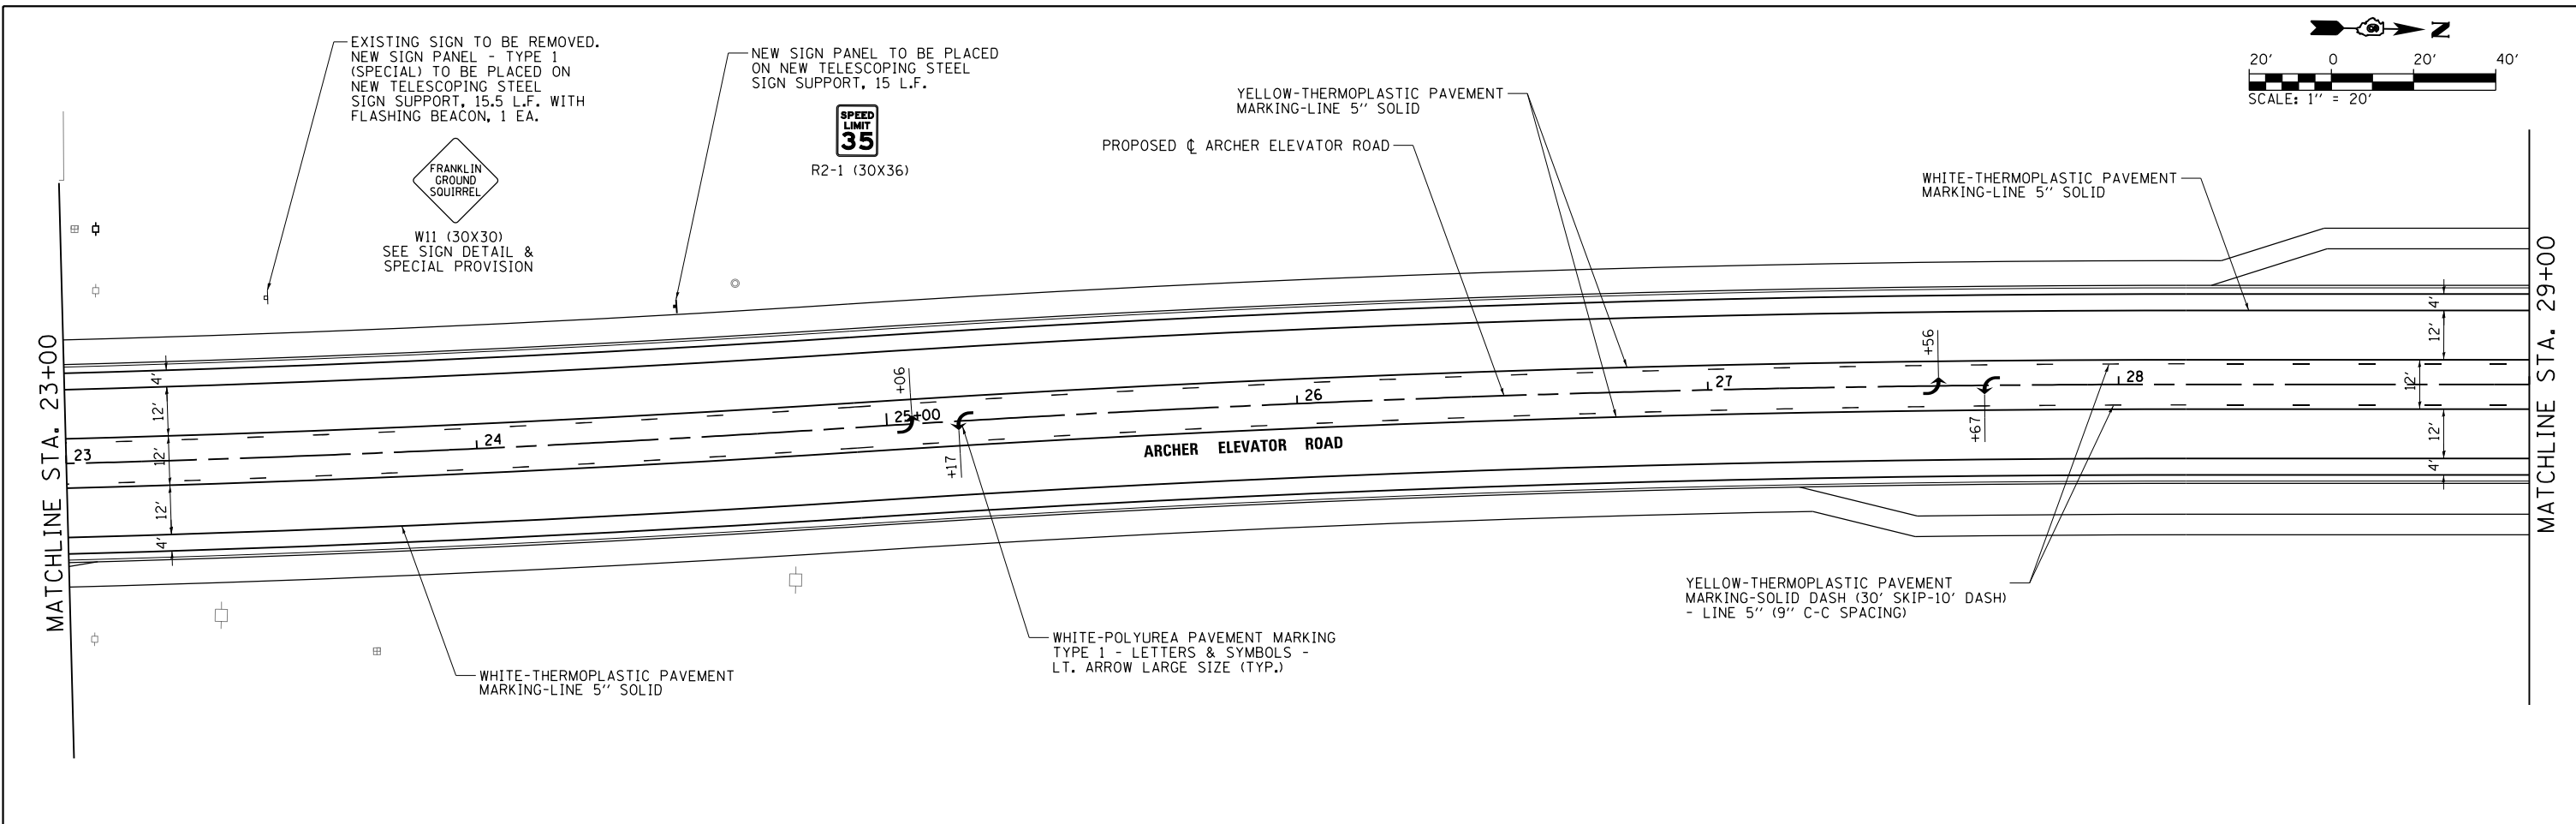 EXISTING SIGN TO BE REMOVED.
NEW SIGN PANEL - TYPE 1
(SPECIAL) TO BE PLACED ON
NEW TELESCOPING STEEL
SIGN SUPPORT, 15.5 L.F. WITH
FLASHING BEACON, 1 EA.
FRANKLIN
GROUND
SQUIRREL
W11 (30X30)
SEE SIGN DETAIL &
SPECIAL PROVISION
NEW SIGN PANEL TO BE PLACED
ON NEW TELESCOPING STEEL
SIGN SUPPORT, 15 L.F.
SPEED
LIMIT
35
R2-1 (30X36)
YELLOW-THERMOPLASTIC PAVEMENT
MARKING-LINE 5" SOLID
PROPOSED ℄ ARCHER ELEVATOR ROAD
WHITE-THERMOPLASTIC PAVEMENT
MARKING-LINE 5" SOLID
N
20' 0 20' 40'
SCALE: 1" = 20'
MATCHLINE STA. 23+00
4'
12'
12'
12'
4'
23
24
25+00
26
27
28
+06
+17
+56
+67
ARCHER ELEVATOR ROAD
4'
12'
12'
12'
4'
MATCHLINE STA. 29+00
WHITE-THERMOPLASTIC PAVEMENT
MARKING-LINE 5" SOLID
WHITE-POLYUREA PAVEMENT MARKING
TYPE 1 - LETTERS & SYMBOLS -
LT. ARROW LARGE SIZE (TYP.)
YELLOW-THERMOPLASTIC PAVEMENT
MARKING-SOLID DASH (30' SKIP-10' DASH)
- LINE 5" (9" C-C SPACING)